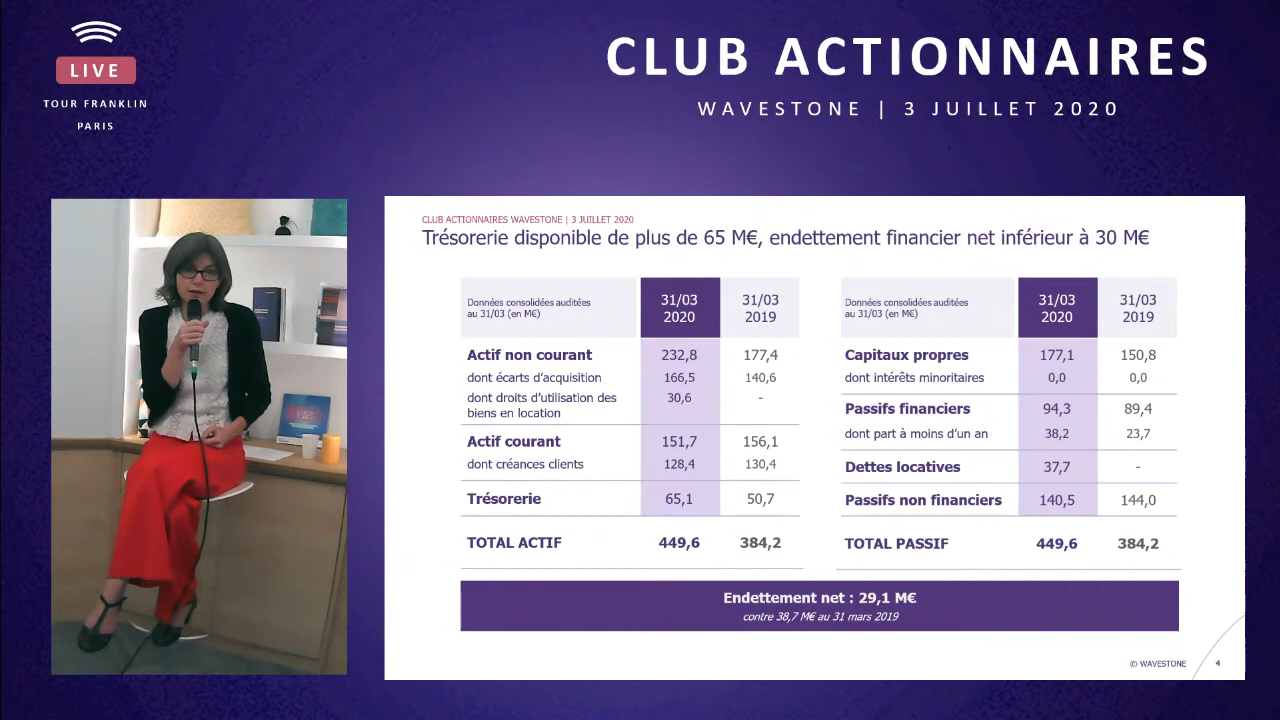 LIVE
TOUR FRANKLIN
PARIS
CLUB ACTIONNAIRES
WAVESTONE | 3 JUILLET 2020
CLUB ACTIONNAIRES WAVESTONE | 3 JUILLET 2020
Trésorerie disponible de plus de 65 M€, endettement financier net inférieur à 30 M€
Données consolidées auditées
au 31/03 (en M€)
31/03
2020
31/03
2019
Actif non courant 232,8 177,4
dont écarts d'acquisition 166,5 140,6
dont droits d'utilisation des
biens en location
30,6 -
Actif courant 151,7 156,1
dont créances clients 128,4 130,4
Trésorerie 65,1 50,7
TOTAL ACTIF 449,6 384,2
Données consolidées auditées
au 31/03 (en M€)
31/03
2020
31/03
2019
Capitaux propres 177,1 150,8
dont intérêts minoritaires 0,0 0,0
Passifs financiers 94,3 89,4
dont part à moins d'un an 38,2 23,7
Dettes locatives 37,7 -
Passifs non financiers 140,5 144,0
TOTAL PASSIF 449,6 384,2
Endettement net : 29,1 M€
contre 38,7 M€ au 31 mars 2019
© WAVESTONE 4